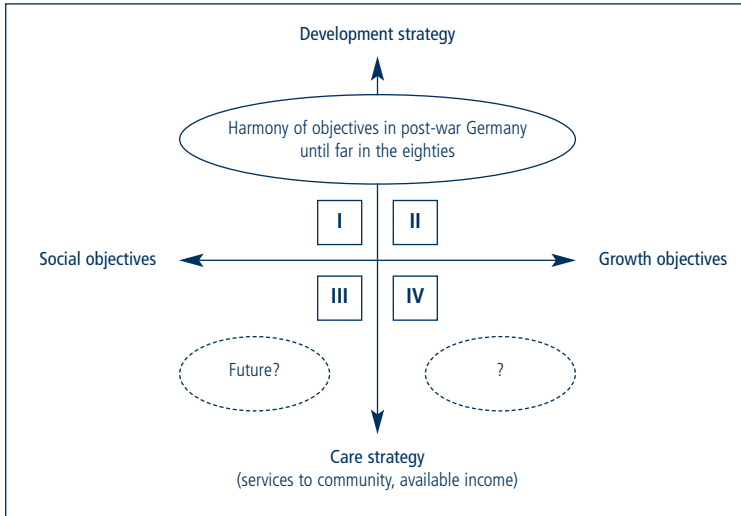 Development strategy
Harmony of objectives in post-war Germany
until far in the eighties
I
II
Social objectives
Growth objectives
III
IV
Future?
?
Care strategy
(services to community, available income)